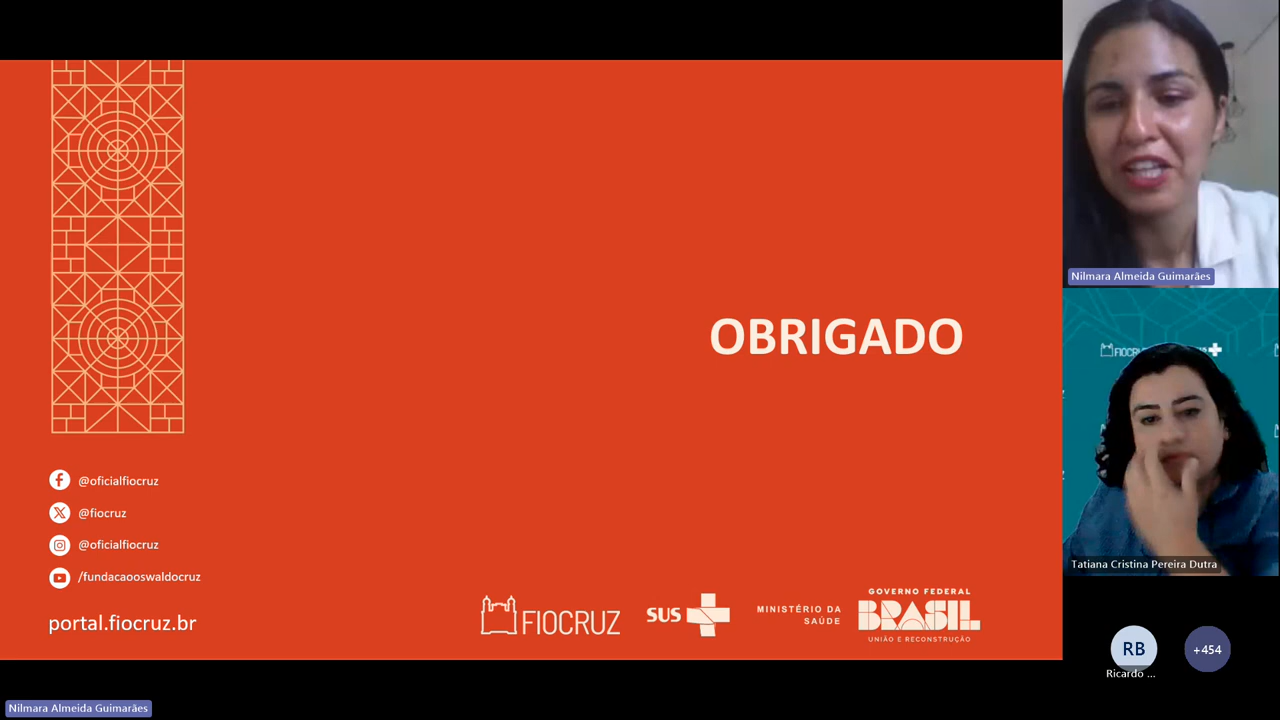 OBRIGADO
@oficialfiocruz
@fiocruz
@oficialfiocruz
/fundacaooswaldocruz
portal.fiocruz.br
FIOCRUZ
SUS
MINISTÉRIO DA
SAÚDE
GOVERNO FEDERAL
BRASIL
UNIÃO E RECONSTRUÇÃO
Nilmara Almeida Guimarães
Nilmara Almeida Guimarães
Tatiana Cristina Pereira Dutra
RB
Ricardo ...
+454